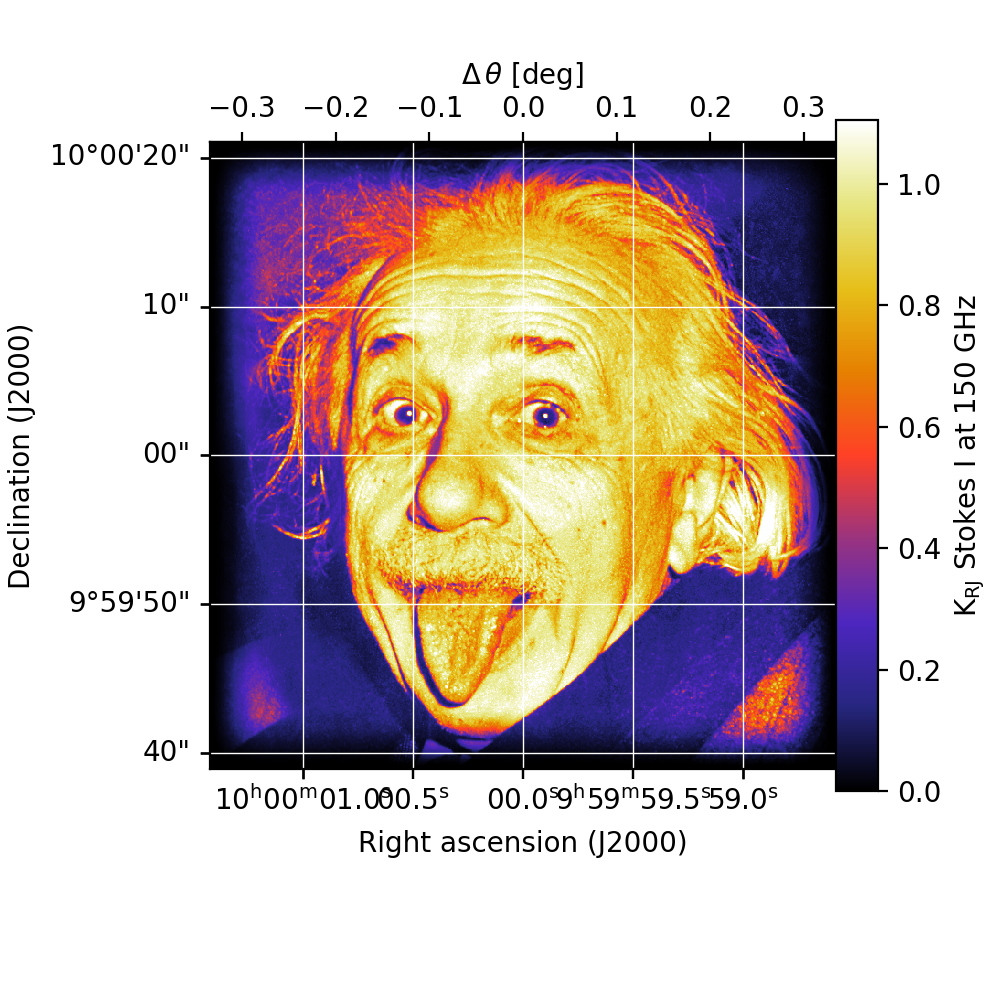 Δ θ [deg]
−0.3 −0.2 −0.1 0.0 0.1 0.2 0.3
10°00'20"
10"
00"
9°59'50"
40"
Declination (J2000)
10ʰ00ᵐ01.0ˢ 00.5ˢ 00.0ˢ 9ʰ59ᵐ59.5ˢ 59.0ˢ
Right ascension (J2000)
1.0
0.8
0.6
0.4
0.2
0.0
K_RJ Stokes I at 150 GHz